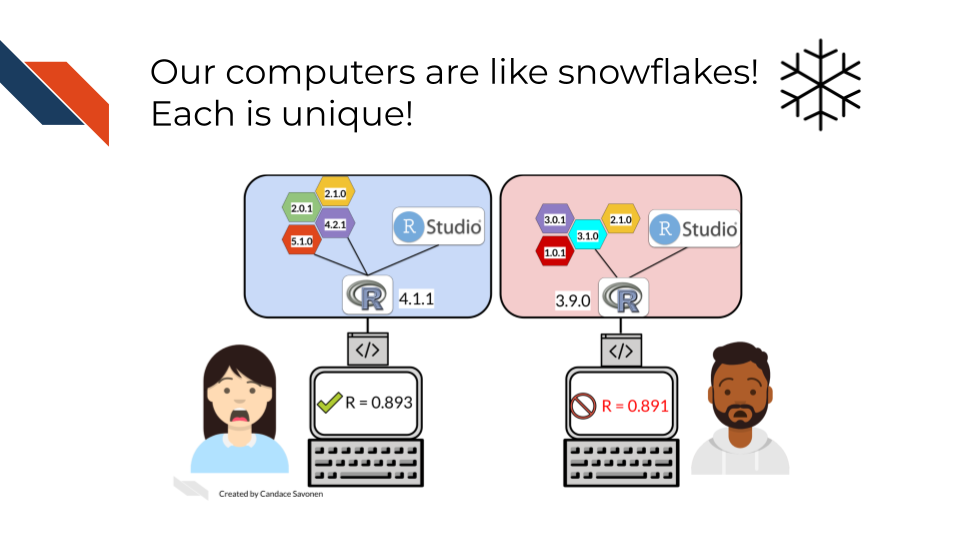 Our computers are like snowflakes!
Each is unique!
2.1.0
2.0.1
4.2.1
5.1.0
R Studio
R 4.1.1
</>
R = 0.893
3.0.1
2.1.0
3.1.0
1.0.1
R Studio
3.9.0 R
</>
R = 0.891
Created by Candace Savonen